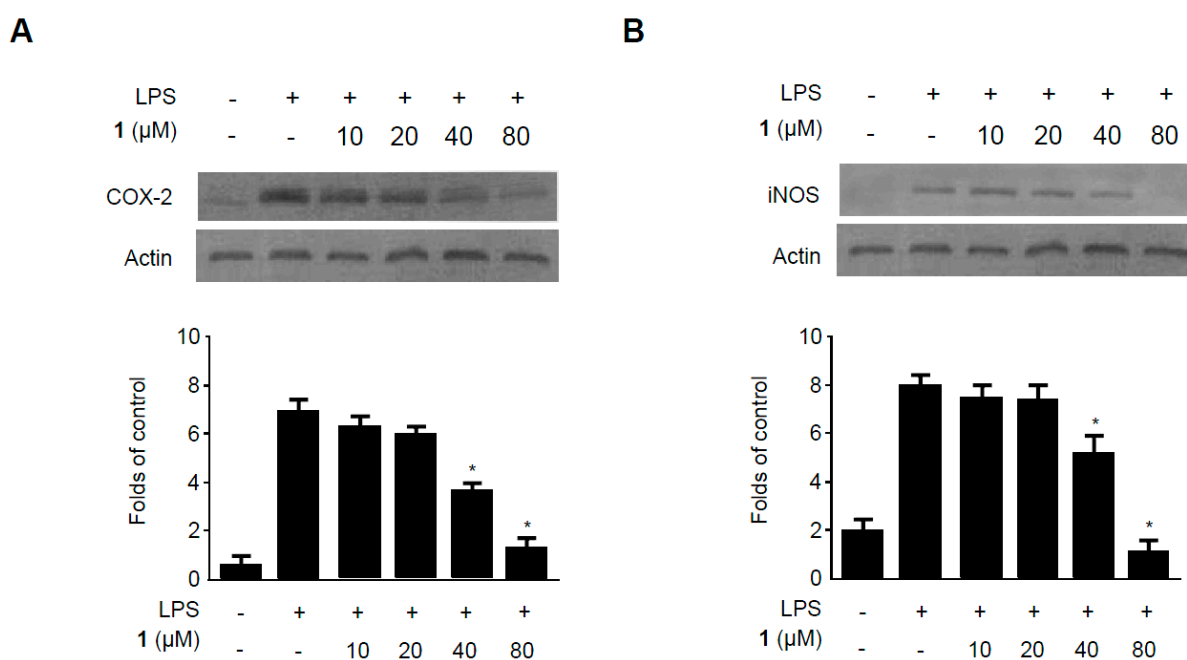 A
LPS - + + + + +
1 (µM) - - 10 20 40 80
COX-2
Actin
Folds of control
10
8
6
4
2
0
* *
LPS - + + + + +
1 (µM) - - 10 20 40 80
B
LPS - + + + + +
1 (µM) - - 10 20 40 80
iNOS
Actin
Folds of control
10
8
6
4
2
0
* *
LPS - + + + + +
1 (µM) - - 10 20 40 80